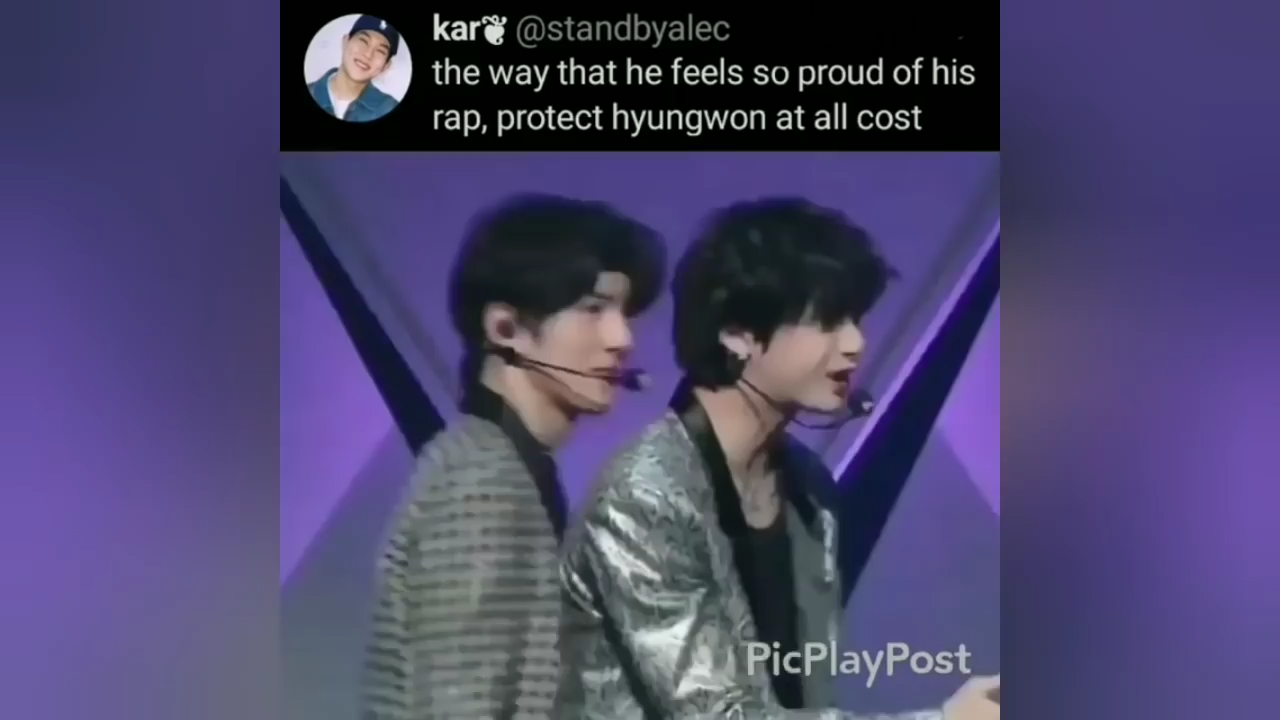 kar❦ @standbyalec
the way that he feels so proud of his
rap, protect hyungwon at all cost
PicPlayPost